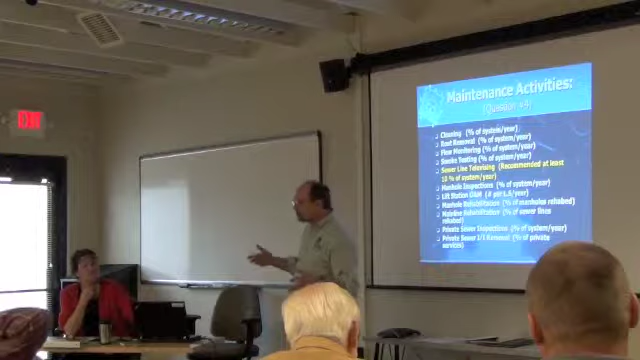 Maintenance Activities:
(Question v4)
Cleaning (% of system/year)
Root Removal (% of system/year)
Flow Monitoring (% of system/year)
Smoke Testing (% of system/year)
Sewer Line Televising (Recommended at least
10 % of system/year)
Manhole Inspections (% of system/year)
Lift Station O&M (# per L.S/year)
Manhole Rehabilitation (% of manholes rehabbed)
Mainline Rehabilitation (% of sewer lines
rehabbed)
Private Sewer Inspections (% of system/year)
Private Sewer I/I Removal (% of private
services)